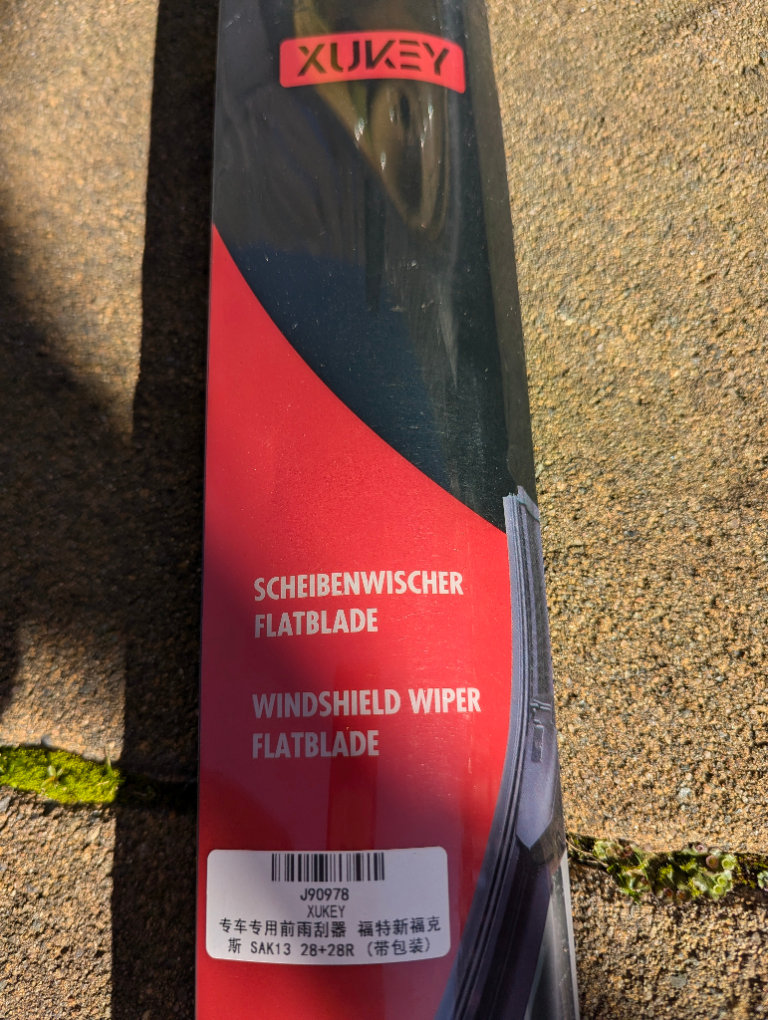 XUKEY
SCHEIBENWISCHER
FLATBLADE
WINDSHIELD WIPER
FLATBLADE
J90978
XUKEY
专车专用前雨刮器 福特新福克
斯 SAK13 28+28R (带包装)